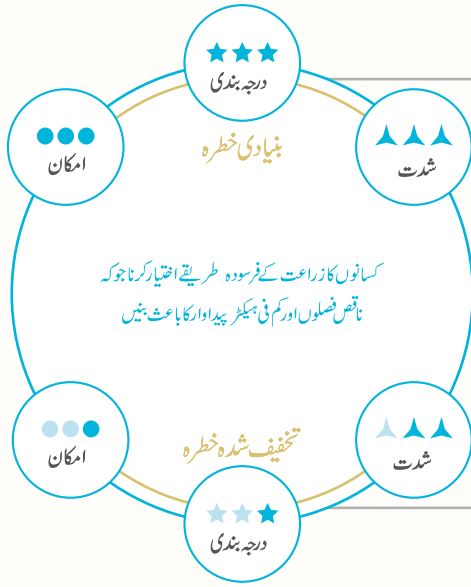 درجہ بندی
امکان
شدت
بنیادی خطرہ
کسانوں کا زراعت کے فرسودہ طریقے اختیار کرنا جو کہ
ناقص فصلوں اور کم فی ہیکٹر پیداوار کا باعث بنیں
تخفیف شدہ خطرہ
امکان
شدت
درجہ بندی